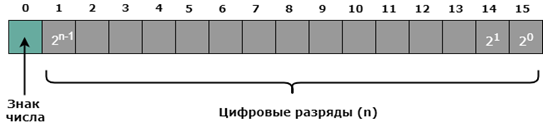 0 1 2 3 4 5 6 7 8 9 10 11 12 13 14 15
2ⁿ⁻¹ 2¹ 2⁰
Знак
числа
Цифровые разряды (n)